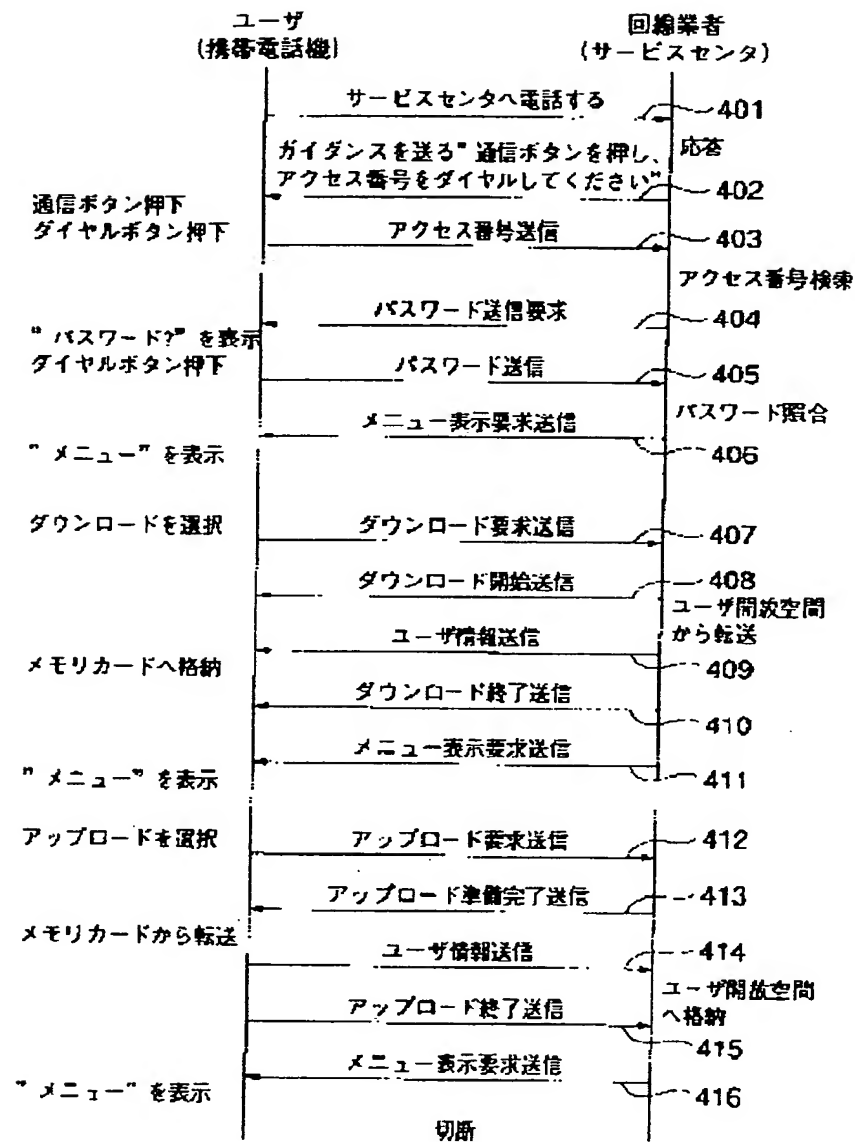 ユーザ
(携帯電話機)
回線業者
(サービスセンタ)
サービスセンタへ電話する
401
ガイダンスを送る"通信ボタンを押し、
アクセス番号をダイヤルしてください"
応答
402
通信ボタン押下
ダイヤルボタン押下
アクセス番号送信
403
アクセス番号検索
パスワード送信要求
404
"パスワード?"を表示
ダイヤルボタン押下
パスワード送信
405
パスワード照合
メニュー表示要求送信
406
"メニュー"を表示
ダウンロードを選択
ダウンロード要求送信
407
ダウンロード開始送信
408
ユーザ開放空間
から転送
ユーザ情報送信
409
メモリカードへ格納
ダウンロード終了送信
410
メニュー表示要求送信
411
"メニュー"を表示
アップロードを選択
アップロード要求送信
412
アップロード準備完了送信
413
メモリカードから転送
ユーザ情報送信
414
ユーザ開放空間
へ格納
アップロード終了送信
415
メニュー表示要求送信
416
"メニュー"を表示
切断